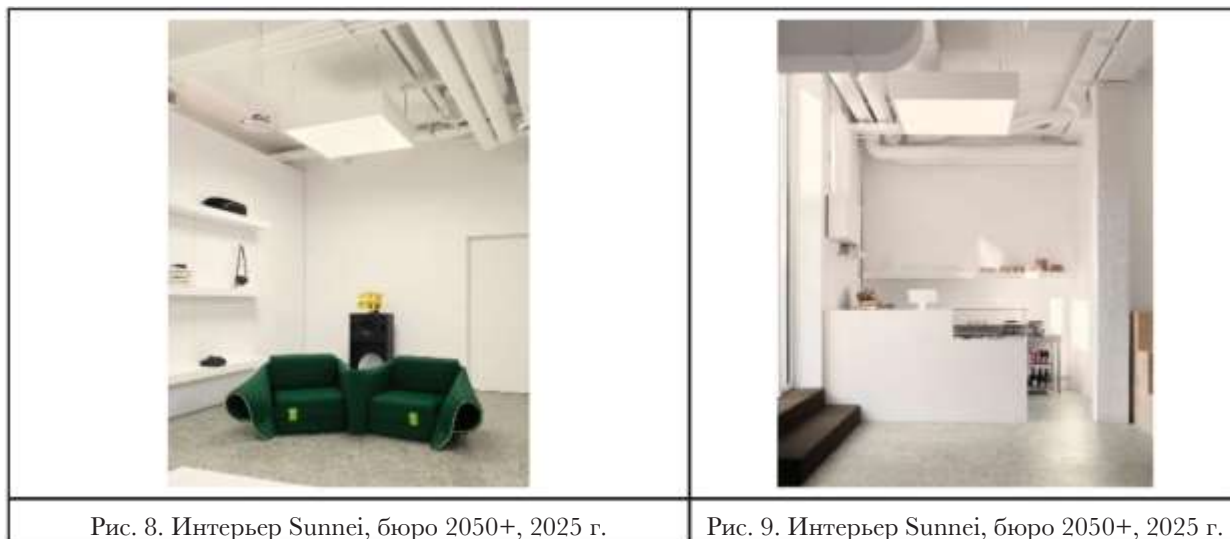 Рис. 8. Интерьер Sunnei, бюро 2050+, 2025 г.
Рис. 9. Интерьер Sunnei, бюро 2050+, 2025 г.